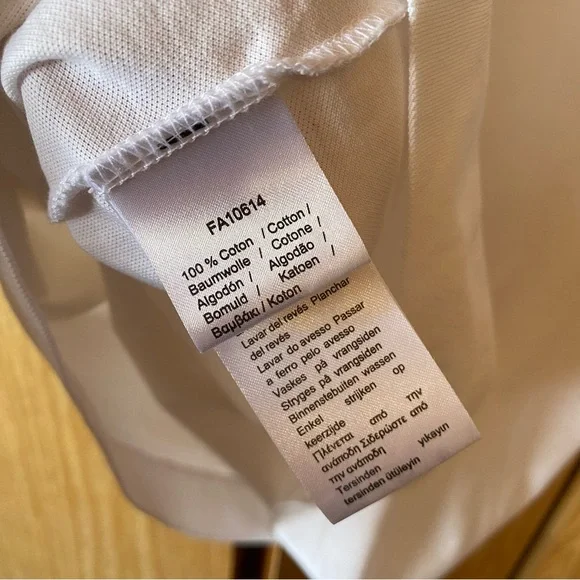 FA10614
100 % Coton / Cotton /
Baumwolle / Cotone /
Algodón / Algodão /
Bomuld / Katoen /
Βαμβάκι / Koton
Lavar del revés Planchar
del revés
Lavar do avesso Passar
a ferro pelo avesso
Vaskes på vrangsiden
Stryges på vrangsiden
Binnenstebuiten wassen
Enkel strijken op
keerzijde
Πλένεται από την
ανάποδη Σιδερώστε από
την ανάποδη
Tersinden yıkayın
tersinden ütüleyin